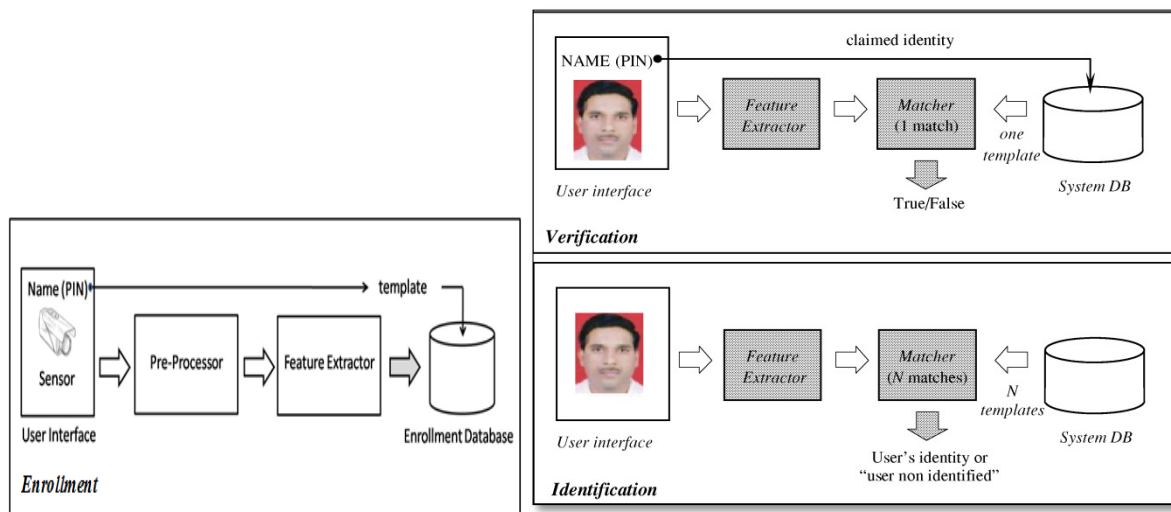 Name (PIN)
template
Sensor
Pre-Processor
Feature Extractor
User Interface
Enrollment Database
Enrollment
claimed identity
NAME (PIN)
Feature
Extractor
Matcher
(1 match)
one
template
User interface
System DB
True/False
Verification
Feature
Extractor
Matcher
(N matches)
N
templates
User interface
System DB
User's identity or
“user non identified”
Identification